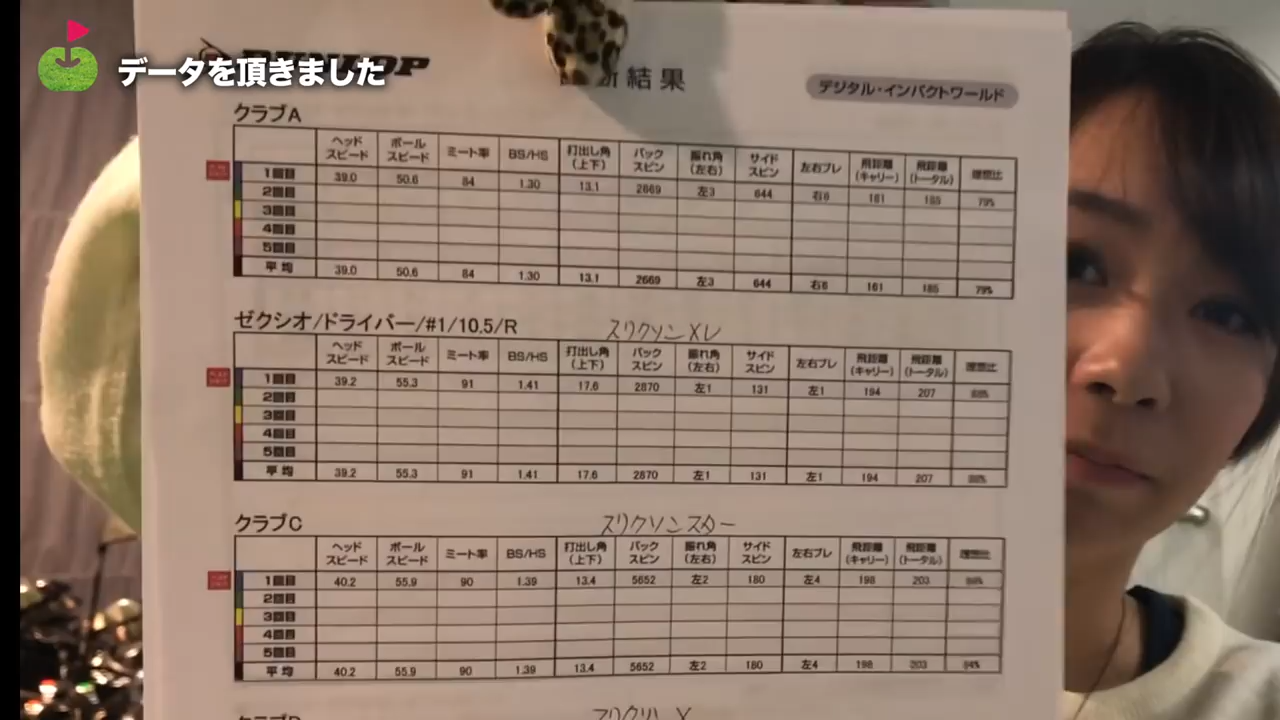 データを頂きました
DUNLOP
結果
デジタル・インパクトワールド
クラブA
ヘッドスピード ボールスピード ミート率 BS/HS 打出し角(上下) バックスピン 振れ角(左右) サイドスピン 左右ブレ 飛距離(キャリー) 飛距離(トータル) 理想比
1回目 39.0 50.6 84 1.30 13.1 2669 左3 644 右6 161 185 79%
2回目
3回目
4回目
5回目
平均 39.0 50.6 84 1.30 13.1 2669 左3 644 右6 161 185 79%
ゼクシオ/ドライバー/#1/10.5/R スリクソンXレ
ヘッドスピード ボールスピード ミート率 BS/HS 打出し角(上下) バックスピン 振れ角(左右) サイドスピン 左右ブレ 飛距離(キャリー) 飛距離(トータル) 理想比
1回目 39.2 55.3 91 1.41 17.6 2870 左1 131 左1 194 207
2回目
3回目
4回目
5回目
平均 39.2 55.3 91 1.41 17.6 2870 左1 131 左1 194 207
クラブC スリクソンスター
ヘッドスピード ボールスピード ミート率 BS/HS 打出し角(上下) バックスピン 振れ角(左右) サイドスピン 左右ブレ 飛距離(キャリー) 飛距離(トータル) 理想比
1回目 40.2 55.9 90 1.39 13.4 5652 左2 180 左4 198 203
2回目
3回目
4回目
5回目
平均 40.2 55.9 90 1.39 13.4 5652 左2 180 左4 198 203 84%